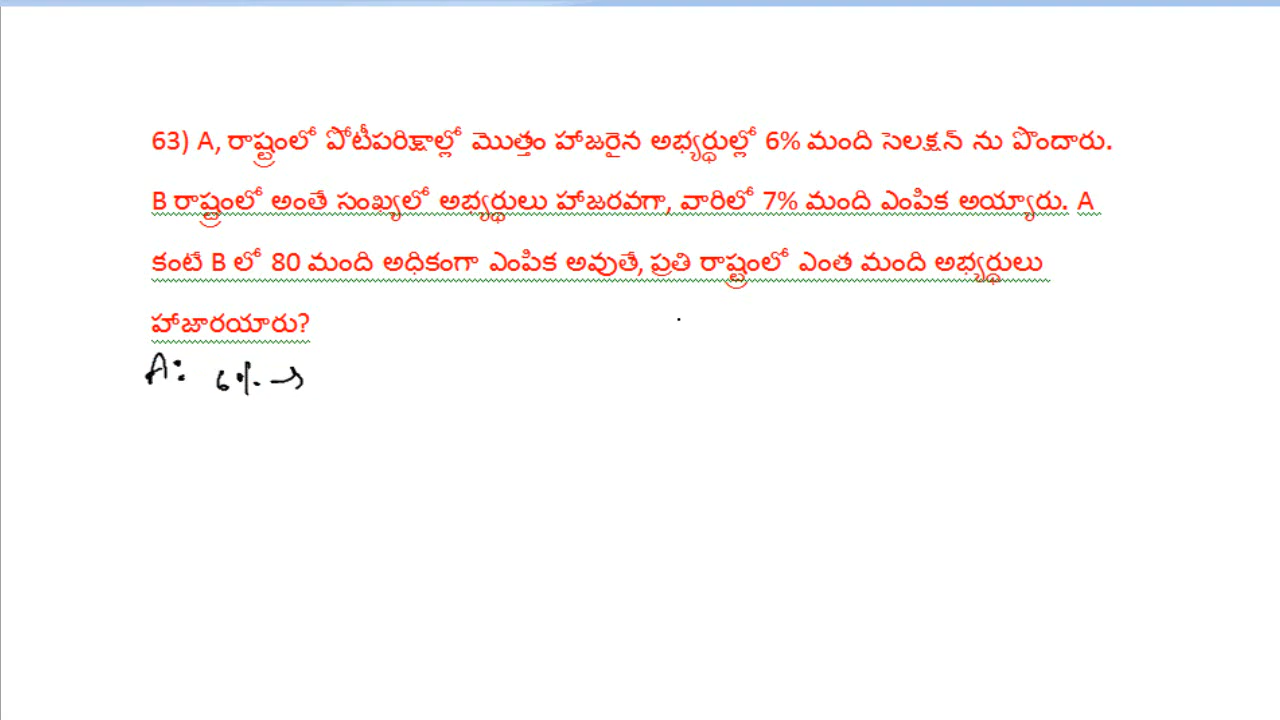 63) A, రాష్ట్రంలో పోటీపరిక్షాల్లో మొత్తం హాజరైన అభ్యర్ధుల్లో 6% మంది సెలక్షన్ ను పొందారు.
B రాష్ట్రంలో అంతే సంఖ్యలో అభ్యర్థులు హాజరవగా, వారిలో 7% మంది ఎంపిక అయ్యారు. A
కంటే B లో 80 మంది అధికంగా ఎంపిక అవుతే, ప్రతి రాష్టంలో ఎంత మంది అభ్యర్ధులు
హాజారయారు?
A: 6% →